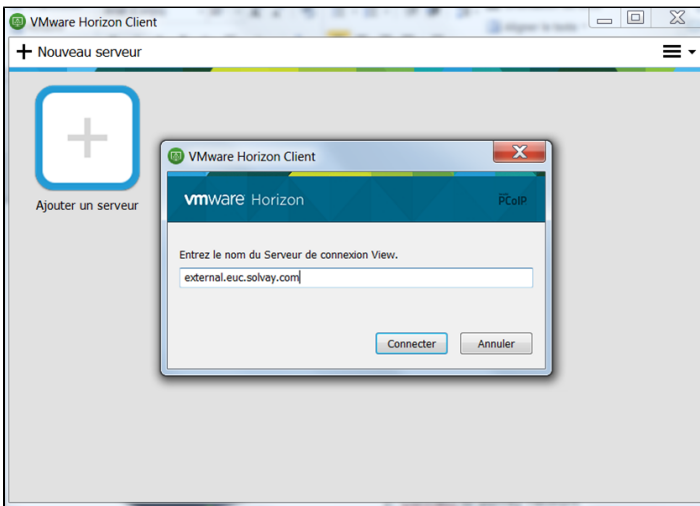 VMware Horizon Client
Nouveau serveur
Ajouter un serveur
VMware Horizon Client
vmware Horizon
PCoIP
Entrez le nom du Serveur de connexion View.
external.euc.solvay.com
Connecter
Annuler